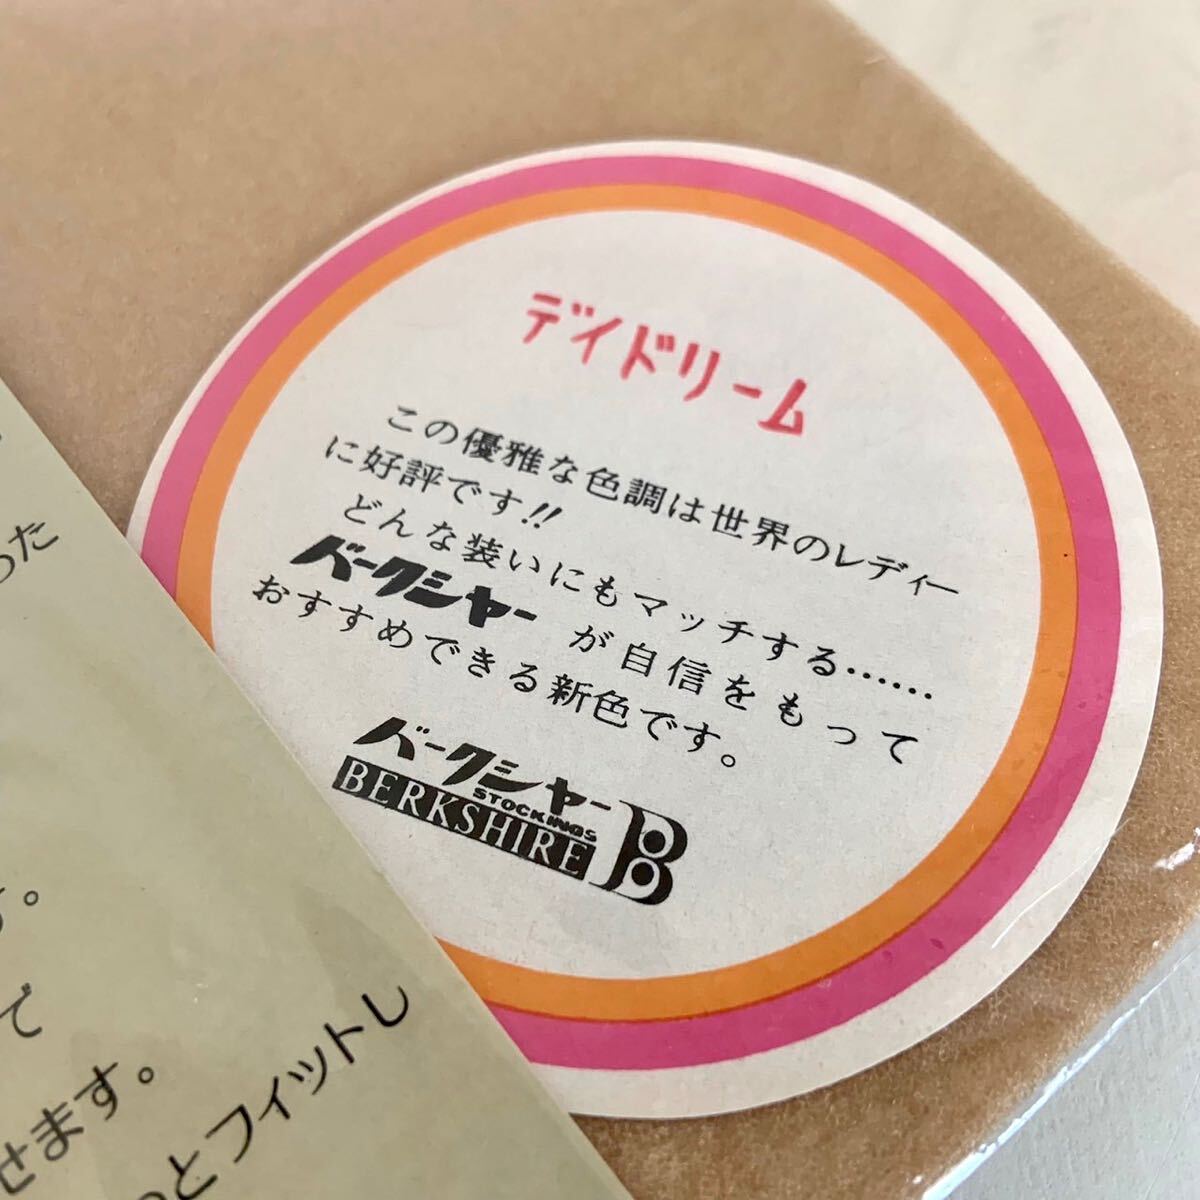 デイドリーム
この優雅な色調は世界のレディー
に好評です!!
どんな装いにもマッチする……
バークシャーが自信をもって
おすすめできる新色です。
バークシャー
STOCKINGS
BERKSHIRE
B
った
す。
で
せます。
とフィットし